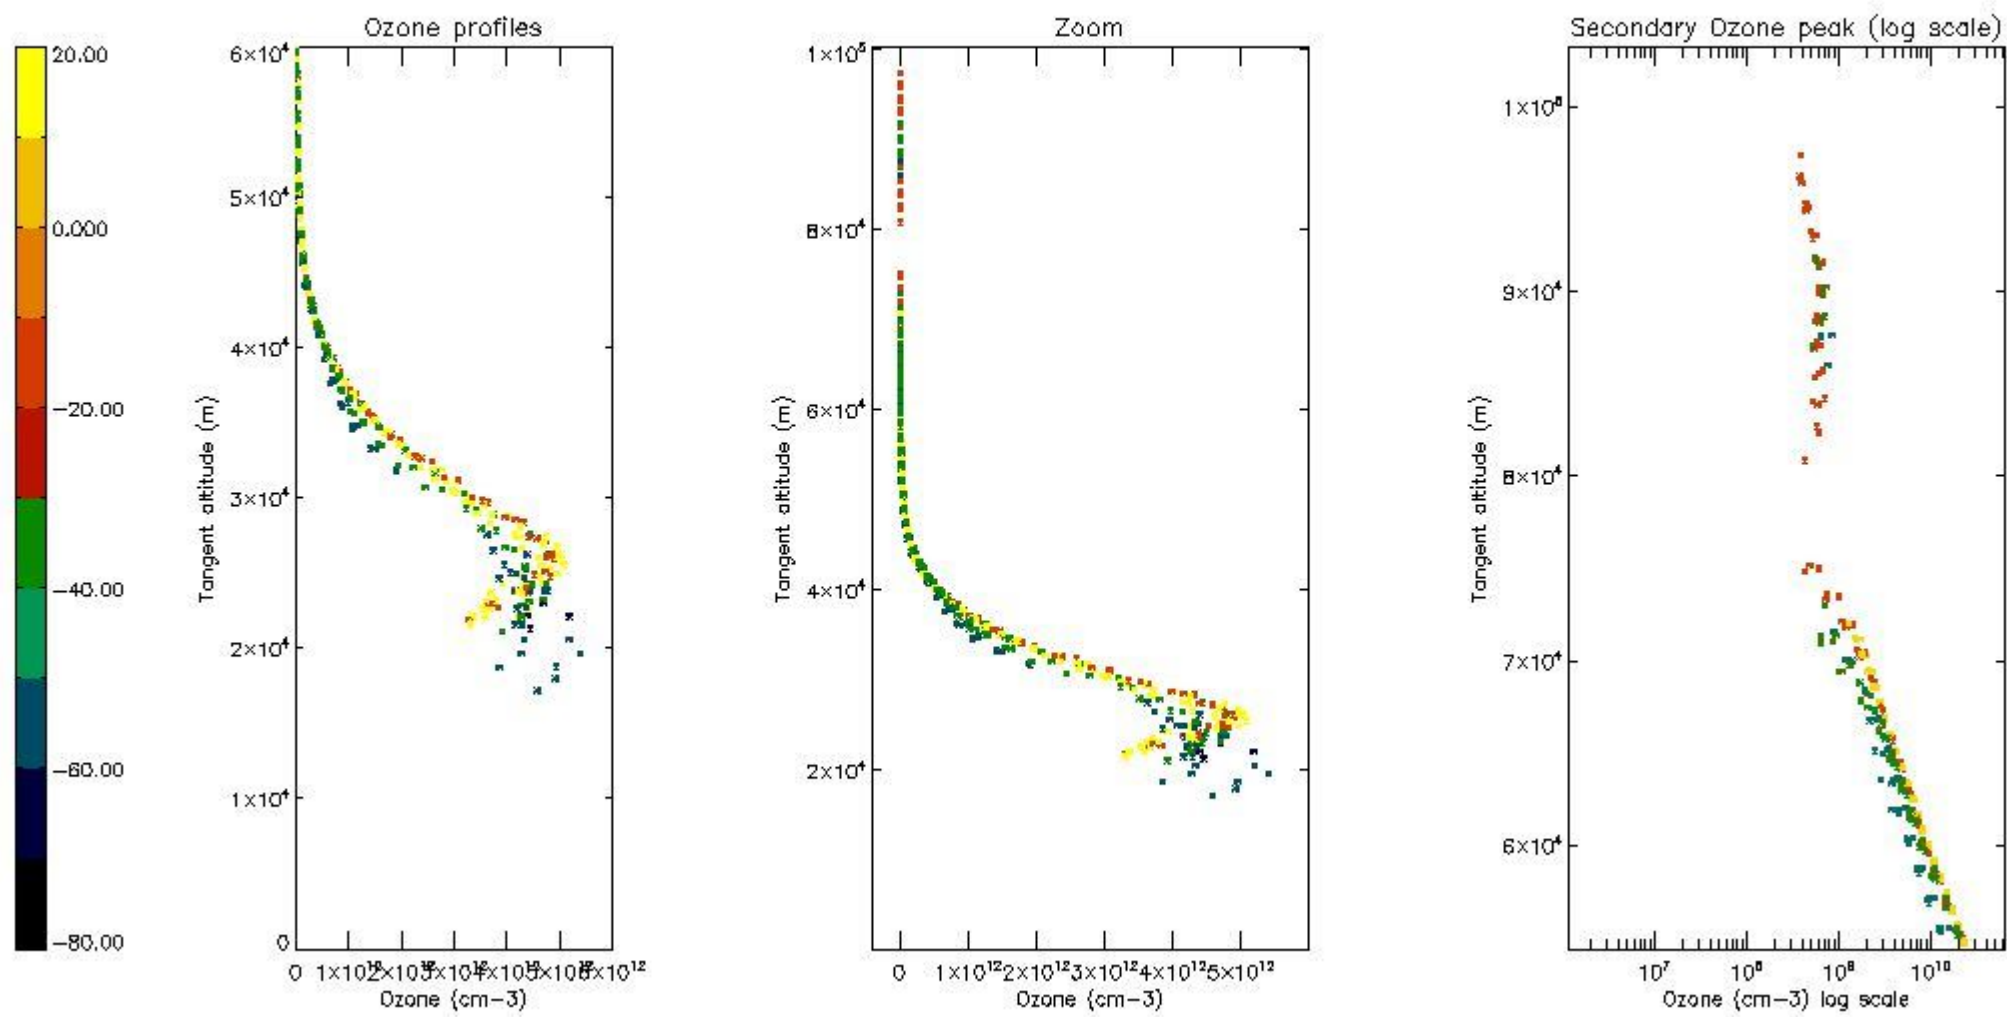 Ozone profiles
Zoom
Secondary Ozone peak (log scale)
20.00
0.000
−20.00
−40.00
−60.00
−80.00
6×10⁴
5×10⁴
4×10⁴
3×10⁴
2×10⁴
1×10⁴
0
Tangent altitude (m)
0
Ozone (cm−3)
1×10⁵
8×10⁴
6×10⁴
4×10⁴
2×10⁴
Tangent altitude (m)
0 1×10¹² 2×10¹² 3×10¹² 4×10¹² 5×10¹²
Ozone (cm−3)
9×10⁴
8×10⁴
7×10⁴
6×10⁴
Tangent altitude (m)
10⁷ 10⁸ 10⁹ 10¹⁰
Ozone (cm−3) log scale